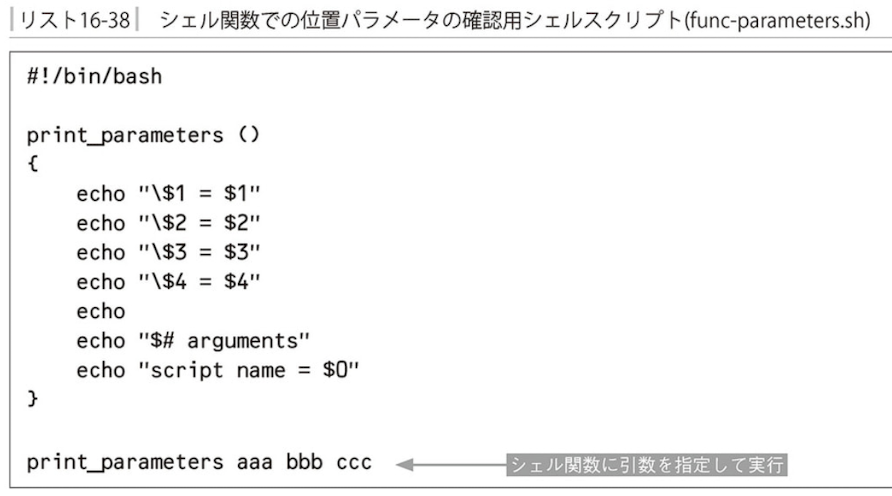 リスト16-38 シェル関数での位置パラメータの確認用シェルスクリプト(func-parameters.sh)
#!/bin/bash
print_parameters ()
{
    echo "\$1 = $1"
    echo "\$2 = $2"
    echo "\$3 = $3"
    echo "\$4 = $4"
    echo
    echo "$# arguments"
    echo "script name = $0"
}
print_parameters aaa bbb ccc シェル関数に引数を指定して実行